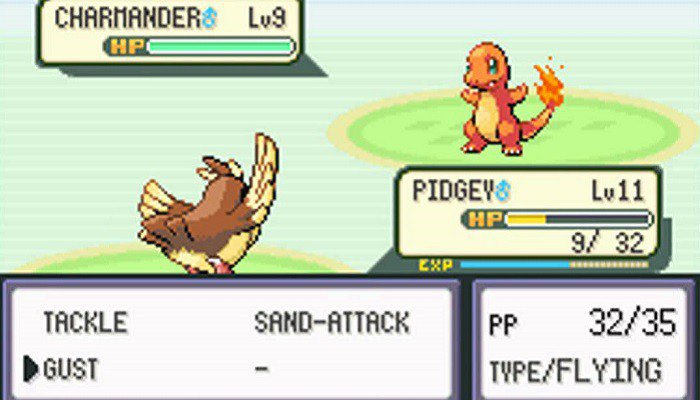 CHARMANDER♂ Lv9
HP
PIDGEY♂ Lv11
HP
9/ 32
EXP
TACKLE SAND-ATTACK
▶GUST -
PP 32/35
TYPE/FLYING